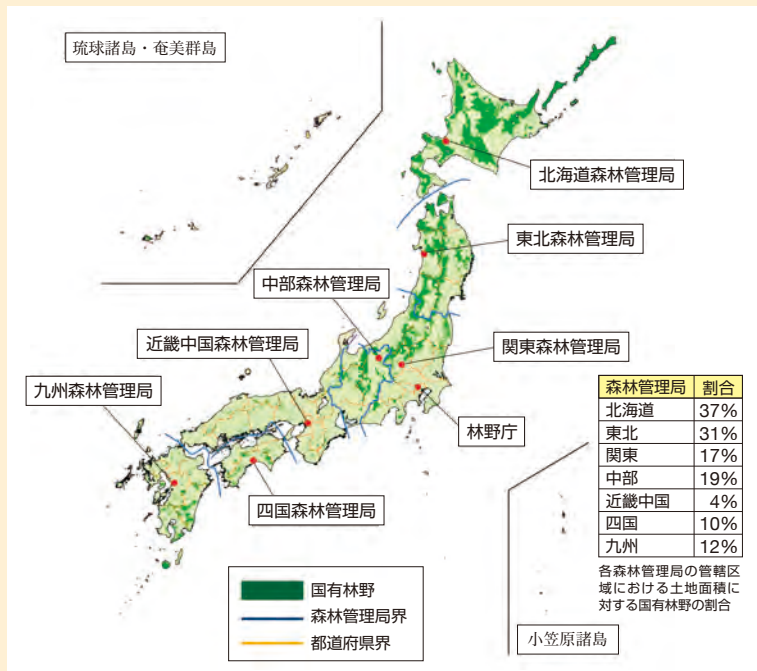 琉球諸島・奄美群島
北海道森林管理局
東北森林管理局
中部森林管理局
近畿中国森林管理局
関東森林管理局
九州森林管理局
林野庁
四国森林管理局
森林管理局 割合
北海道 37%
東北 31%
関東 17%
中部 19%
近畿中国 4%
四国 10%
九州 12%
各森林管理局の管轄区
域における土地面積に
対する国有林野の割合
国有林野
森林管理局界
都道府県界
小笠原諸島